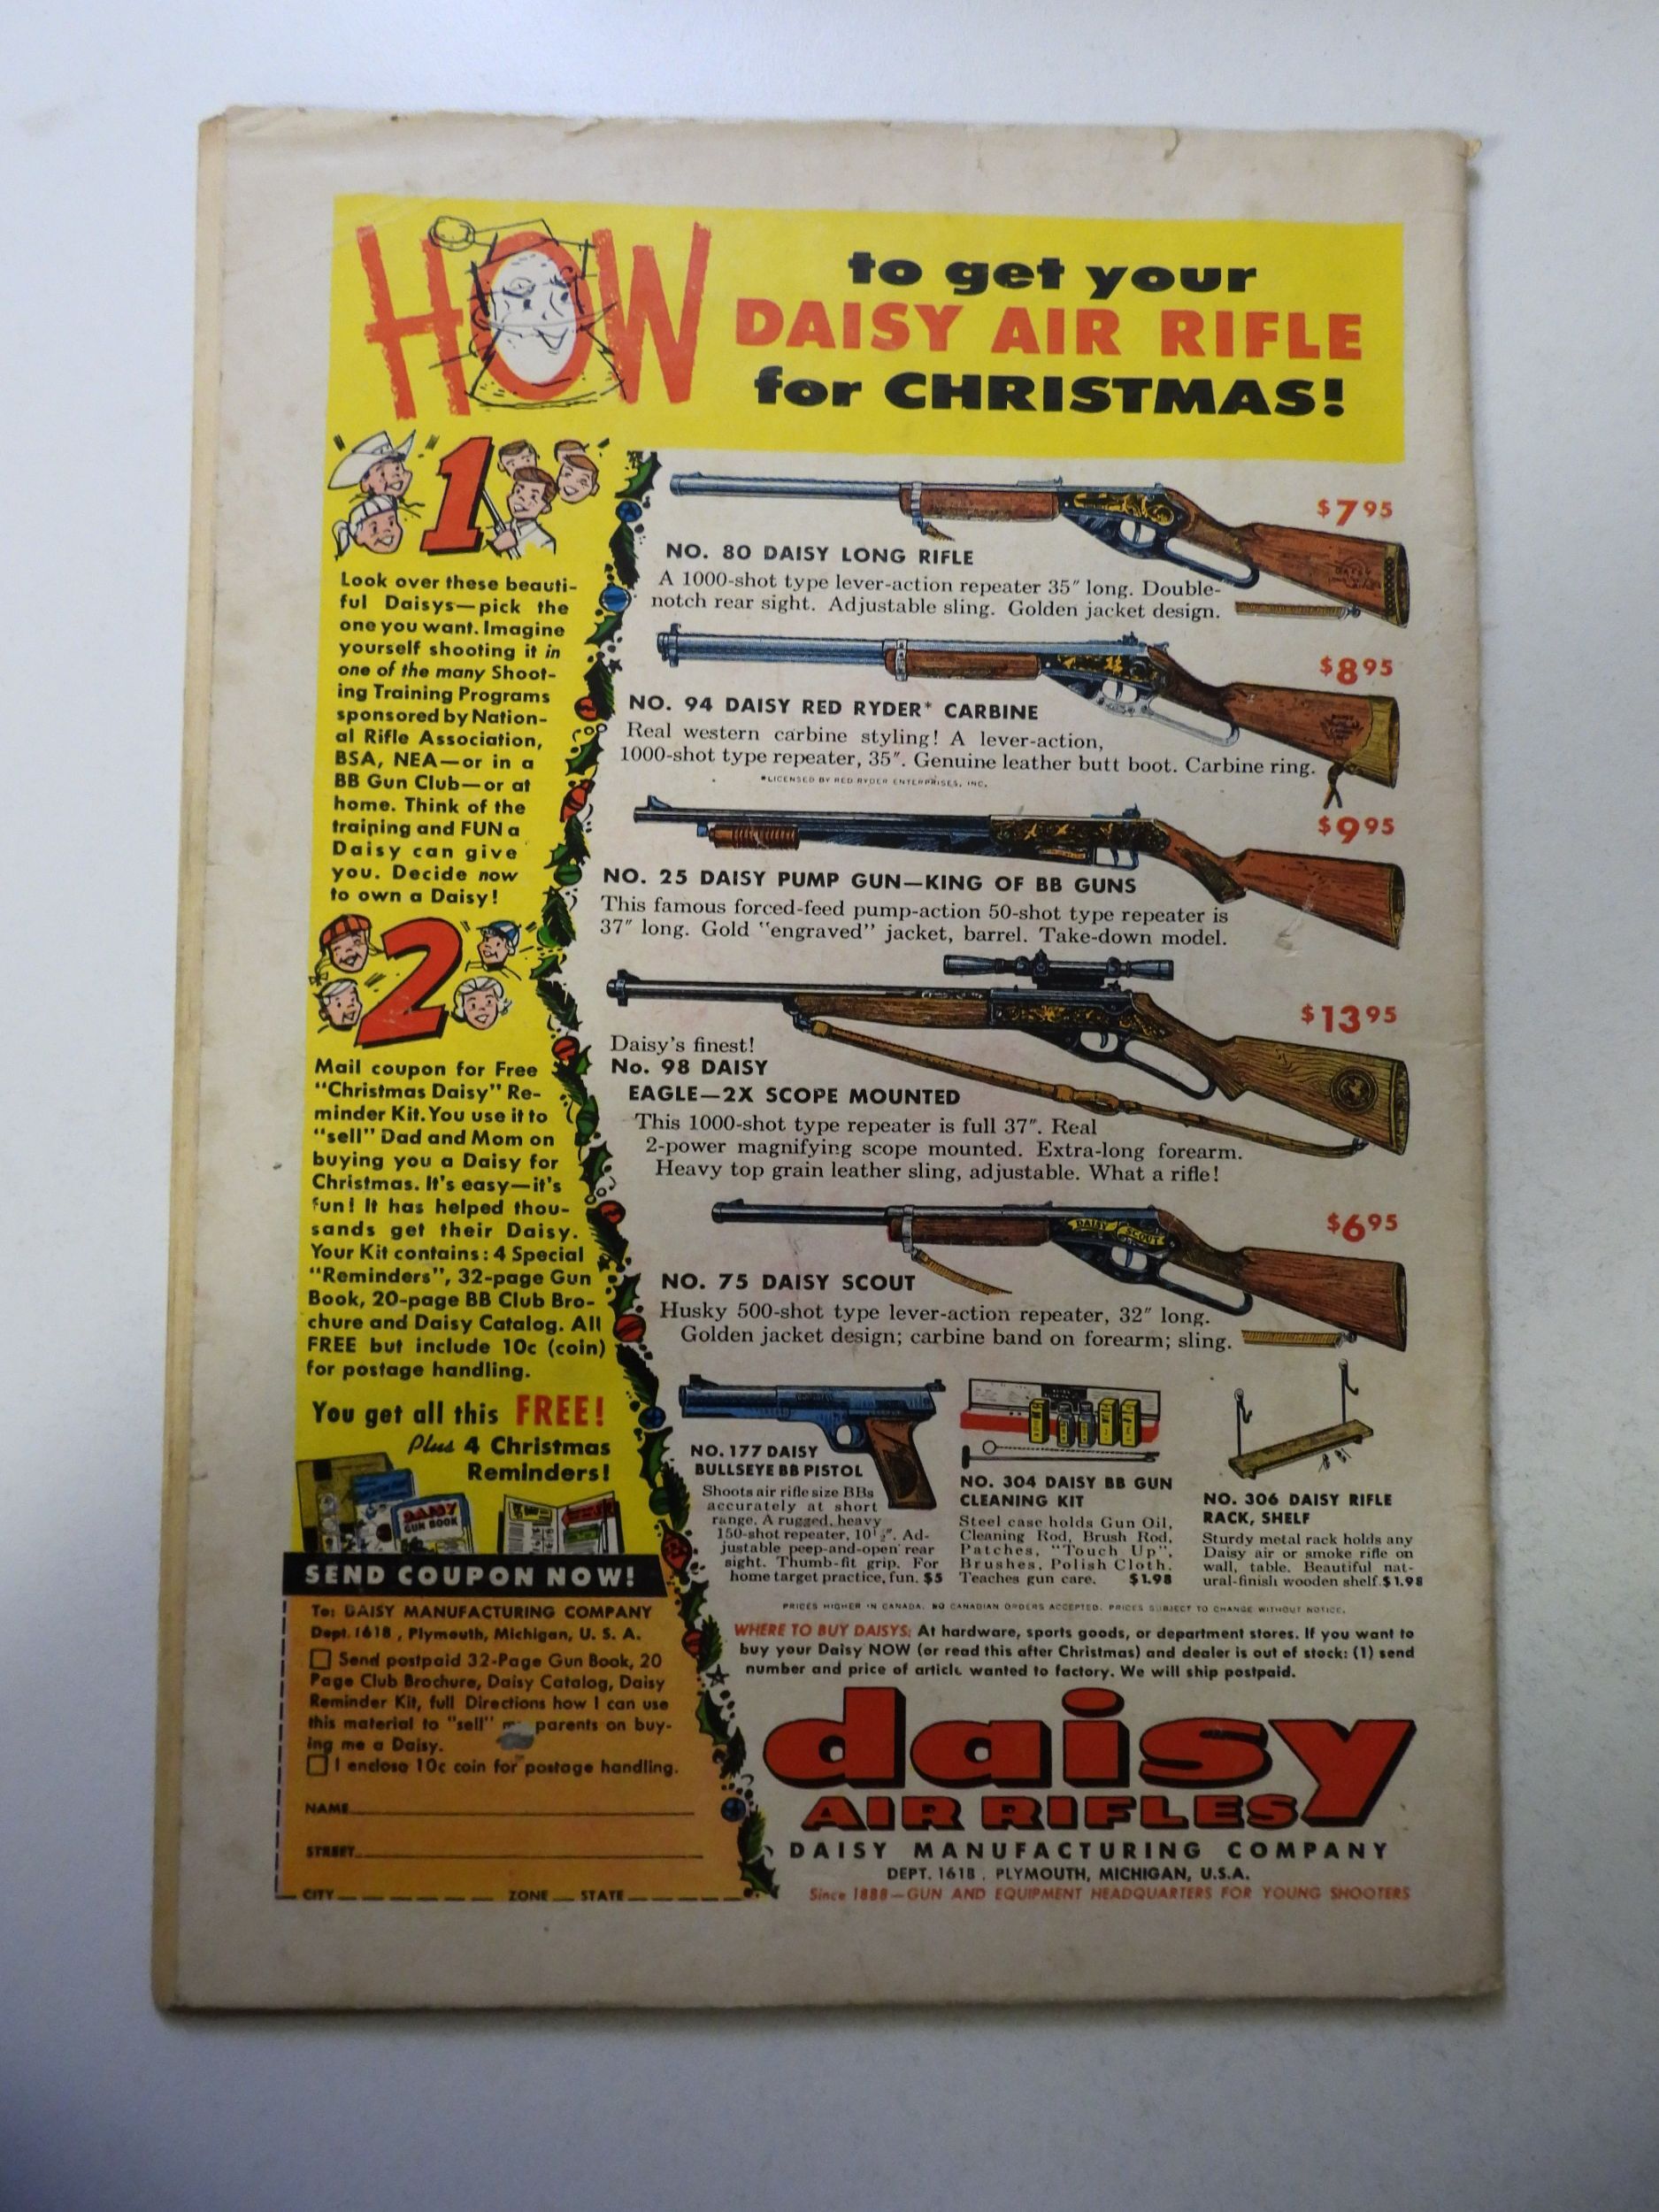 HOW
to get your
DAISY AIR RIFLE
for CHRISTMAS!
1
Look over these beauti-
ful Daisys—pick the
one you want. Imagine
yourself shooting it in
one of the many Shoot-
ing Training Programs
sponsored by Nation-
al Rifle Association,
BSA, NEA—or in a
BB Gun Club—or at
home. Think of the
training and FUN a
Daisy can give
you. Decide now
to own a Daisy!
2
Mail coupon for Free
"Christmas Daisy" Re-
minder Kit. You use it to
"sell" Dad and Mom on
buying you a Daisy for
Christmas. It's easy—it's
fun! It has helped thou-
sands get their Daisy.
Your Kit contains: 4 Special
"Reminders", 32-page Gun
Book, 20-page BB Club Bro-
chure and Daisy Catalog. All
FREE but include 10c (coin)
for postage handling.
You get all this FREE!
Plus 4 Christmas
Reminders!
DAISY
GUN BOOK
SEND COUPON NOW!
To: DAISY MANUFACTURING COMPANY
Dept. 1618, Plymouth, Michigan, U. S. A.
Send postpaid 32-Page Gun Book, 20
Page Club Brochure, Daisy Catalog, Daisy
Reminder Kit, full Directions how I can use
this material to "sell" parents on buy-
ing me a Daisy.
I enclose 10c coin for postage handling.
NAME
STREET
CITY ZONE STATE
$7.95
NO. 80 DAISY LONG RIFLE
A 1000-shot type lever-action repeater 35″ long. Double-
notch rear sight. Adjustable sling. Golden jacket design.
$8.95
NO. 94 DAISY RED RYDER* CARBINE
Real western carbine styling! A lever-action,
1000-shot type repeater, 35″. Genuine leather butt boot. Carbine ring.
*LICENSED BY RED RYDER ENTERPRISES, INC.
$9.95
NO. 25 DAISY PUMP GUN—KING OF BB GUNS
This famous forced-feed pump-action 50-shot type repeater is
37″ long. Gold "engraved" jacket, barrel. Take-down model.
$13.95
Daisy's finest!
No. 98 DAISY
EAGLE—2X SCOPE MOUNTED
This 1000-shot type repeater is full 37″. Real
2-power magnifying scope mounted. Extra-long forearm.
Heavy top grain leather sling, adjustable. What a rifle!
DAISY SCOUT
$6.95
NO. 75 DAISY SCOUT
Husky 500-shot type lever-action repeater, 32″ long.
Golden jacket design; carbine band on forearm; sling.
NO. 177 DAISY
BULLSEYE BB PISTOL
Shoots air rifle size BBs
accurately at short
range. A rugged, heavy
150-shot repeater, 10½″. Ad-
justable peep-and-open rear
sight. Thumb-fit grip. For
home target practice, fun. $5
NO. 304 DAISY BB GUN
CLEANING KIT
Steel case holds Gun Oil,
Cleaning Rod, Brush Rod,
Patches, "Touch Up",
Brushes, Polish Cloth.
Teaches gun care. $1.98
NO. 306 DAISY RIFLE
RACK, SHELF
Sturdy metal rack holds any
Daisy air or smoke rifle on
wall, table. Beautiful nat-
ural-finish wooden shelf. $1.98
PRICES HIGHER IN CANADA. NO CANADIAN ORDERS ACCEPTED. PRICES SUBJECT TO CHANGE WITHOUT NOTICE.
WHERE TO BUY DAISYS: At hardware, sports goods, or department stores. If you want to
buy your Daisy NOW (or read this after Christmas) and dealer is out of stock: (1) send
number and price of article wanted to factory. We will ship postpaid.
daisy
AIR RIFLES
DAISY MANUFACTURING COMPANY
DEPT. 1618, PLYMOUTH, MICHIGAN, U.S.A.
Since 1888—GUN AND EQUIPMENT HEADQUARTERS FOR YOUNG SHOOTERS